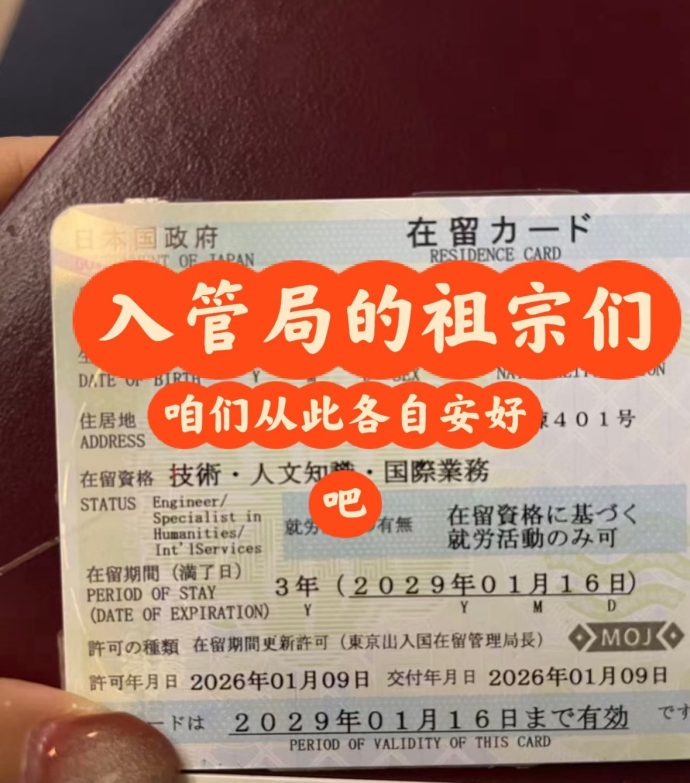 日本国政府
在留カード
OF JAPAN
RESIDENCE CARD
入管局的祖宗们
DATE OF BIRTH Y M SEX
咱们从此各自安好
吧
住居地
ADDRESS
401号
在留資格 技術・人文知識・国際業務
STATUS Engineer/
Specialist in
Humanities/
Int'lServices
有無
在留資格に基づく
就労活動のみ可
在留期間(満了日)
PERIOD OF STAY
(DATE OF EXPIRATION)
3年(2029年01月16日)
Y Y M D
許可の種類 在留期間更新許可(東京出入国在留管理局長)
MOJ
許可年月日 2026年01月09日 交付年月日 2026年01月09日
ードは 2029年01月16日まで有効 です
PERIOD OF VALIDITY OF THIS CARD